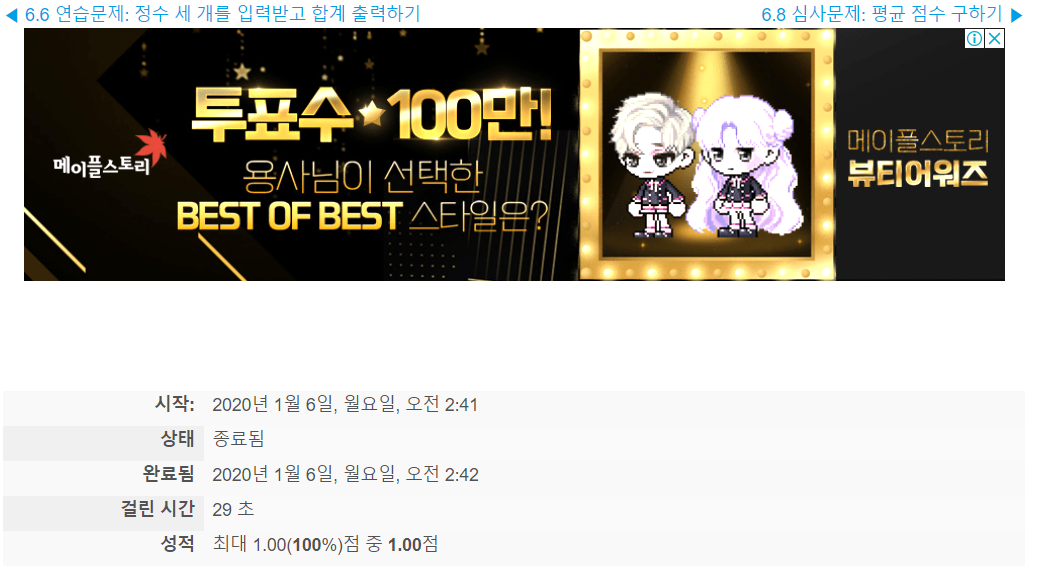 ◀ 6.6 연습문제: 정수 세 개를 입력받고 합계 출력하기
6.8 심사문제: 평균 점수 구하기 ▶
메이플스토리
투표수★100만!
용사님이 선택한
BEST OF BEST 스타일은?
메이플스토리
뷰티어워즈
시작: 2020년 1월 6일, 월요일, 오전 2:41
상태 종료됨
완료됨 2020년 1월 6일, 월요일, 오전 2:42
걸린 시간 29 초
성적 최대 1.00(100%)점 중 1.00점